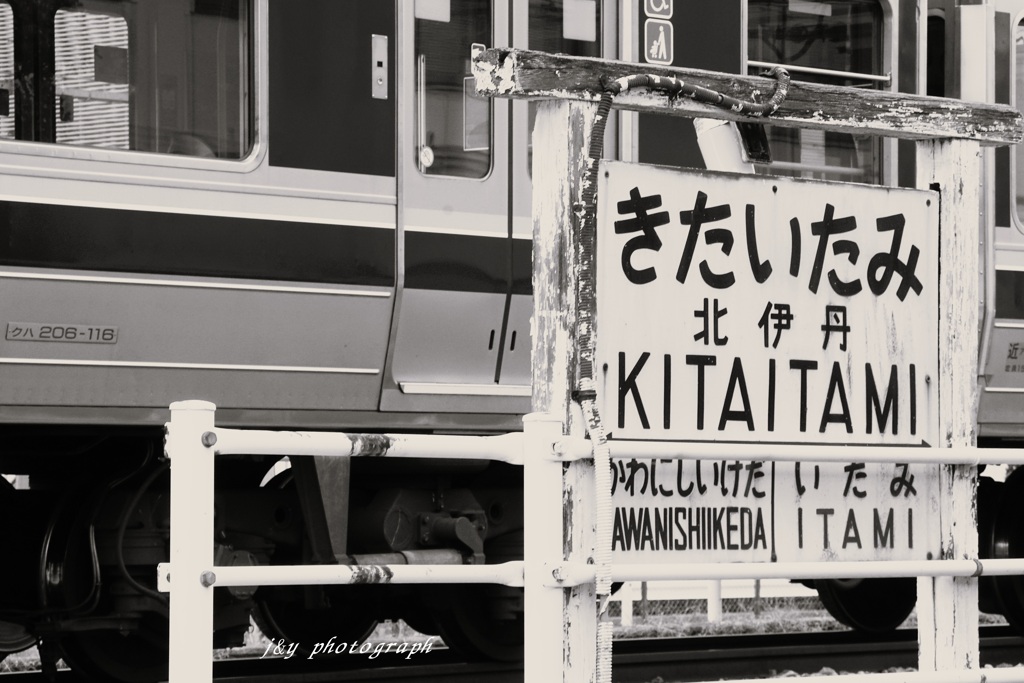 クハ 206-116
きたいたみ
北伊丹
KITAITAMI
かわにしいけだ いたみ
AWANISHIIKEDA ITAMI
近
j&y photograph